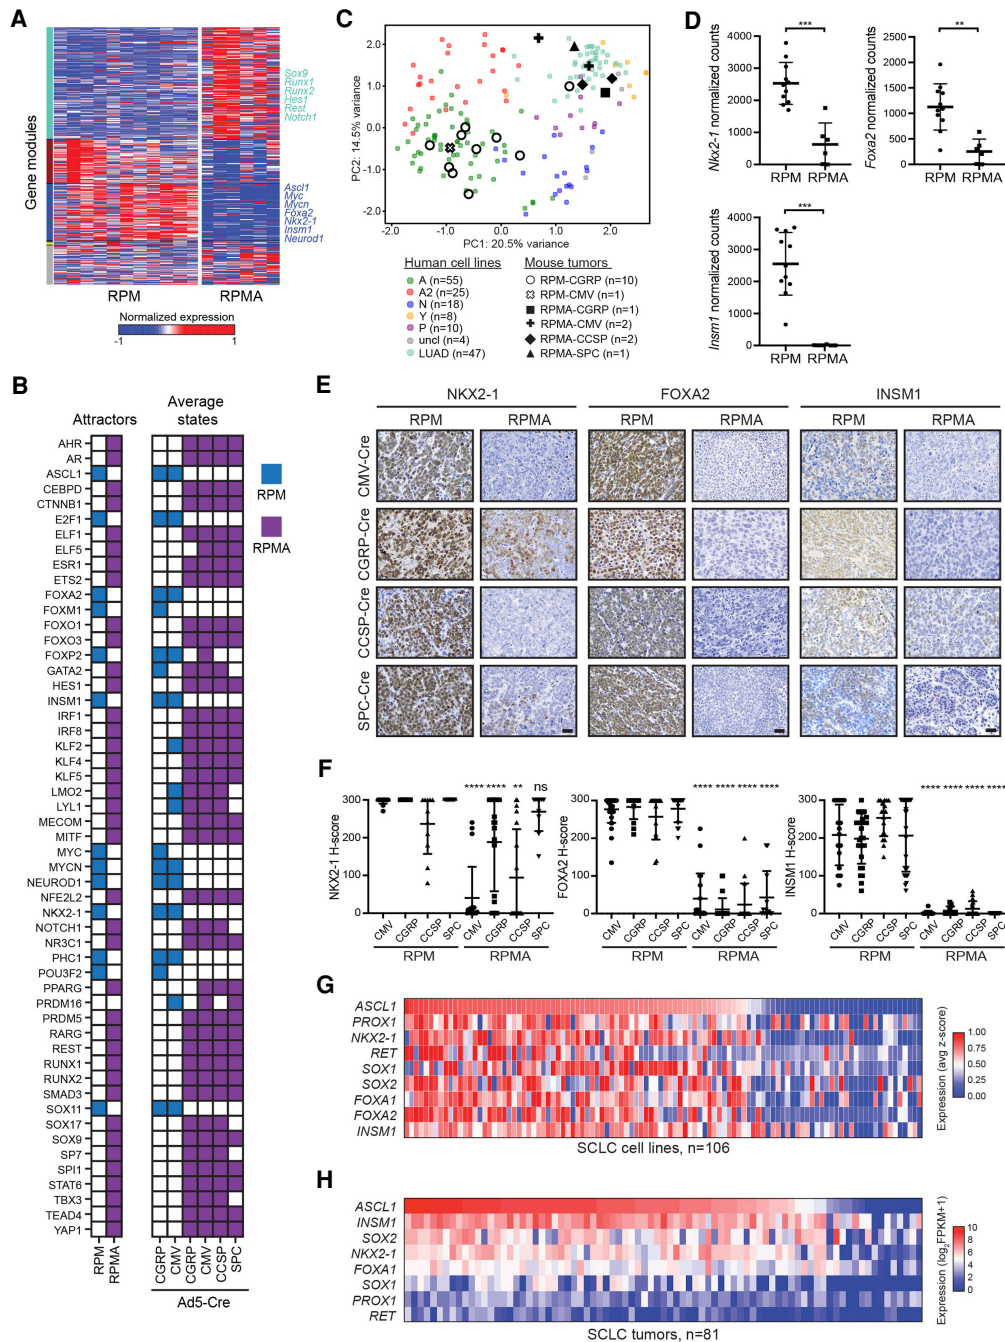 A
Gene modules
Sox9
Runx1
Runx2
Hes1
Rest
Notch1
Ascl1
Myc
Mycn
Foxa2
Nkx2-1
Insm1
Neurod1
RPM
RPMA
Normalized expression
-1
1
B
Attractors
Average
states
AHR
AR
ASCL1
CEBPD
CTNNB1
E2F1
ELF1
ELF5
ESR1
ETS2
FOXA2
FOXM1
FOXO1
FOXO3
FOXP2
GATA2
HES1
INSM1
IRF1
IRF8
KLF2
KLF4
KLF5
LMO2
LYL1
MECOM
MITF
MYC
MYCN
NEUROD1
NFE2L2
NKX2-1
NOTCH1
NR3C1
PHC1
POU3F2
PPARG
PRDM16
PRDM5
RARG
REST
RUNX1
RUNX2
SMAD3
SOX11
SOX17
SOX9
SP7
SPI1
STAT6
TBX3
TEAD4
YAP1
RPM
RPMA
RPM
RPMA
CGRP
CMV
CGRP
CMV
CCSP
SPC
Ad5-Cre
C
PC2: 14.5% variance
2.0
1.0
0.0
-1.0
-2.0
-2.0
-1.0
0.0
1.0
2.0
PC1: 20.5% variance
Human cell lines
A (n=55)
A2 (n=25)
N (n=18)
Y (n=8)
P (n=10)
uncl (n=4)
LUAD (n=47)
Mouse tumors
RPM-CGRP (n=10)
RPM-CMV (n=1)
RPMA-CGRP (n=1)
RPMA-CMV (n=2)
RPMA-CCSP (n=2)
RPMA-SPC (n=1)
D
Nkx2-1 normalized counts
***
4000
3000
2000
1000
0
RPM RPMA
Foxa2 normalized counts
**
2500
2000
1500
1000
500
0
RPM RPMA
Insm1 normalized counts
***
4000
3000
2000
1000
0
RPM RPMA
E
NKX2-1 FOXA2 INSM1
RPM RPMA RPM RPMA RPM RPMA
CMV-Cre
CGRP-Cre
CCSP-Cre
SPC-Cre
F
NKX2-1 H-score
300
200
100
0
**** **** ** ns
CMV CGRP CCSP SPC CMV CGRP CCSP SPC
RPM RPMA
FOXA2 H-score
300
200
100
0
**** **** **** ****
CMV CGRP CCSP SPC CMV CGRP CCSP SPC
RPM RPMA
INSM1 H-score
300
200
100
0
**** **** **** ****
CMV CGRP CCSP SPC CMV CGRP CCSP SPC
RPM RPMA
G
ASCL1
PROX1
NKX2-1
RET
SOX1
SOX2
FOXA1
FOXA2
INSM1
SCLC cell lines, n=106
1.00
0.75
0.50
0.25
0.00
Expression (avg z-score)
H
ASCL1
INSM1
SOX2
NKX2-1
FOXA1
SOX1
PROX1
RET
SCLC tumors, n=81
10
8
6
4
2
0
Expression (log2FPKM+1)